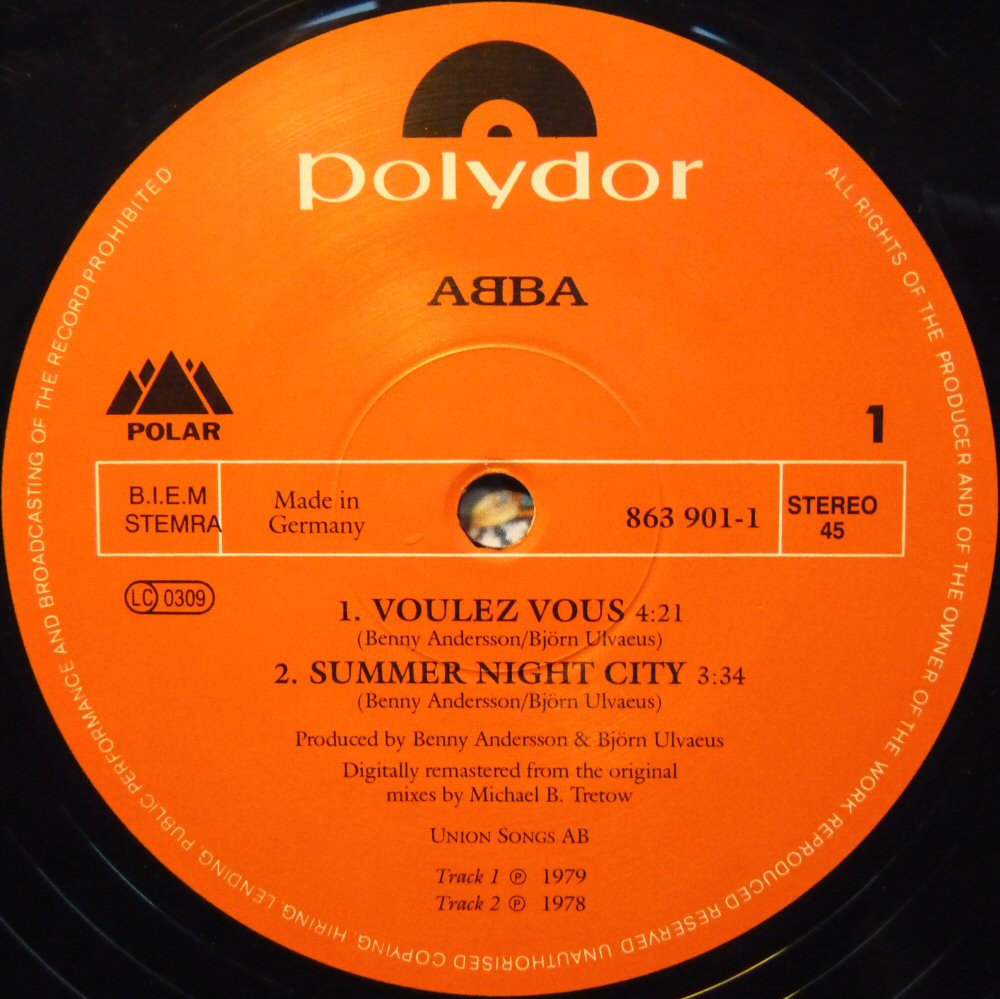 polydor
ABBA
POLAR
1
B.I.E.M
STEMRA
Made in
Germany
863 901-1
STEREO
45
LC 0309
1. VOULEZ VOUS 4:21
(Benny Andersson/Björn Ulvaeus)
2. SUMMER NIGHT CITY 3:34
(Benny Andersson/Björn Ulvaeus)
Produced by Benny Andersson & Björn Ulvaeus
Digitally remastered from the original
mixes by Michael B. Tretow
UNION SONGS AB
Track 1 ℗ 1979
Track 2 ℗ 1978
ALL RIGHTS OF THE PRODUCER AND OF THE OWNER OF THE WORK REPRODUCED RESERVED UNAUTHORISED COPYING, HIRING, LENDING, PUBLIC PERFORMANCE AND BROADCASTING OF THE RECORD PROHIBITED